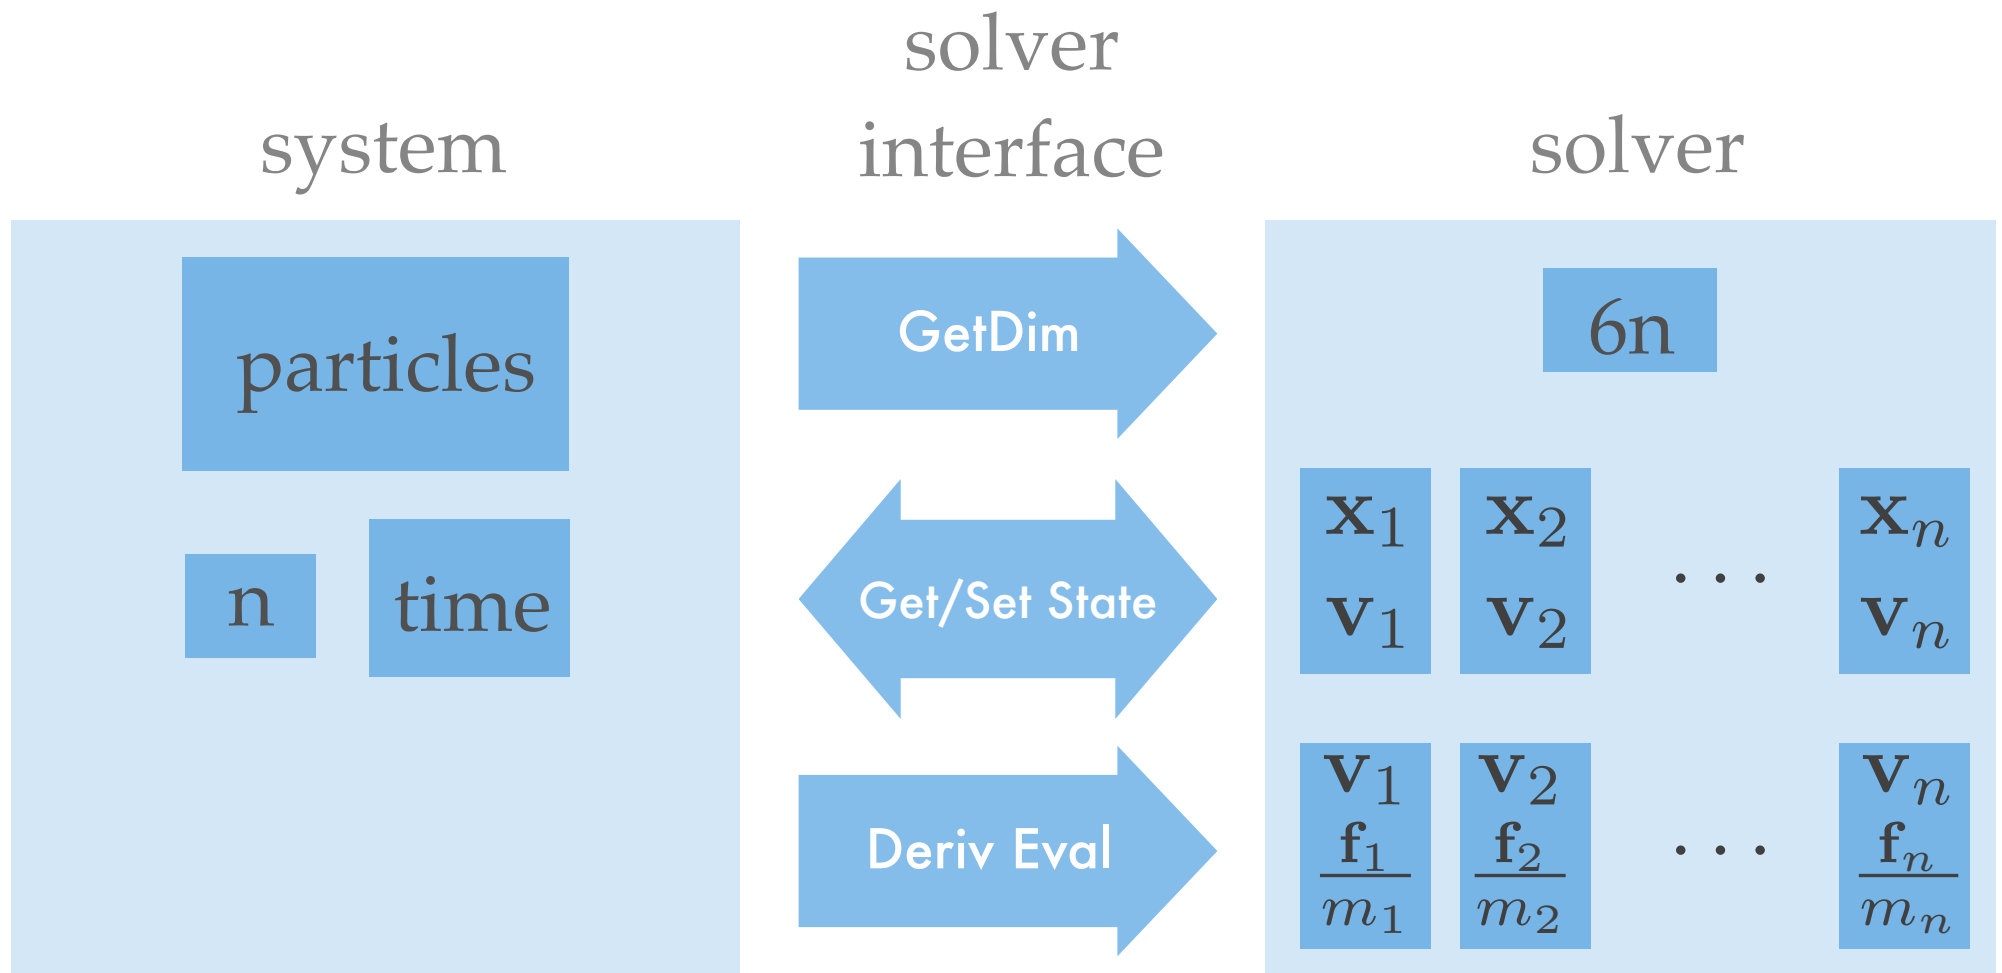 system
solver
interface
solver
particles
n
time
GetDim
Get/Set State
Deriv Eval
6n
x₁ x₂ ··· xₙ
v₁ v₂ vₙ
v₁ v₂ ··· vₙ
f₁ f₂ fₙ
m₁ m₂ mₙ